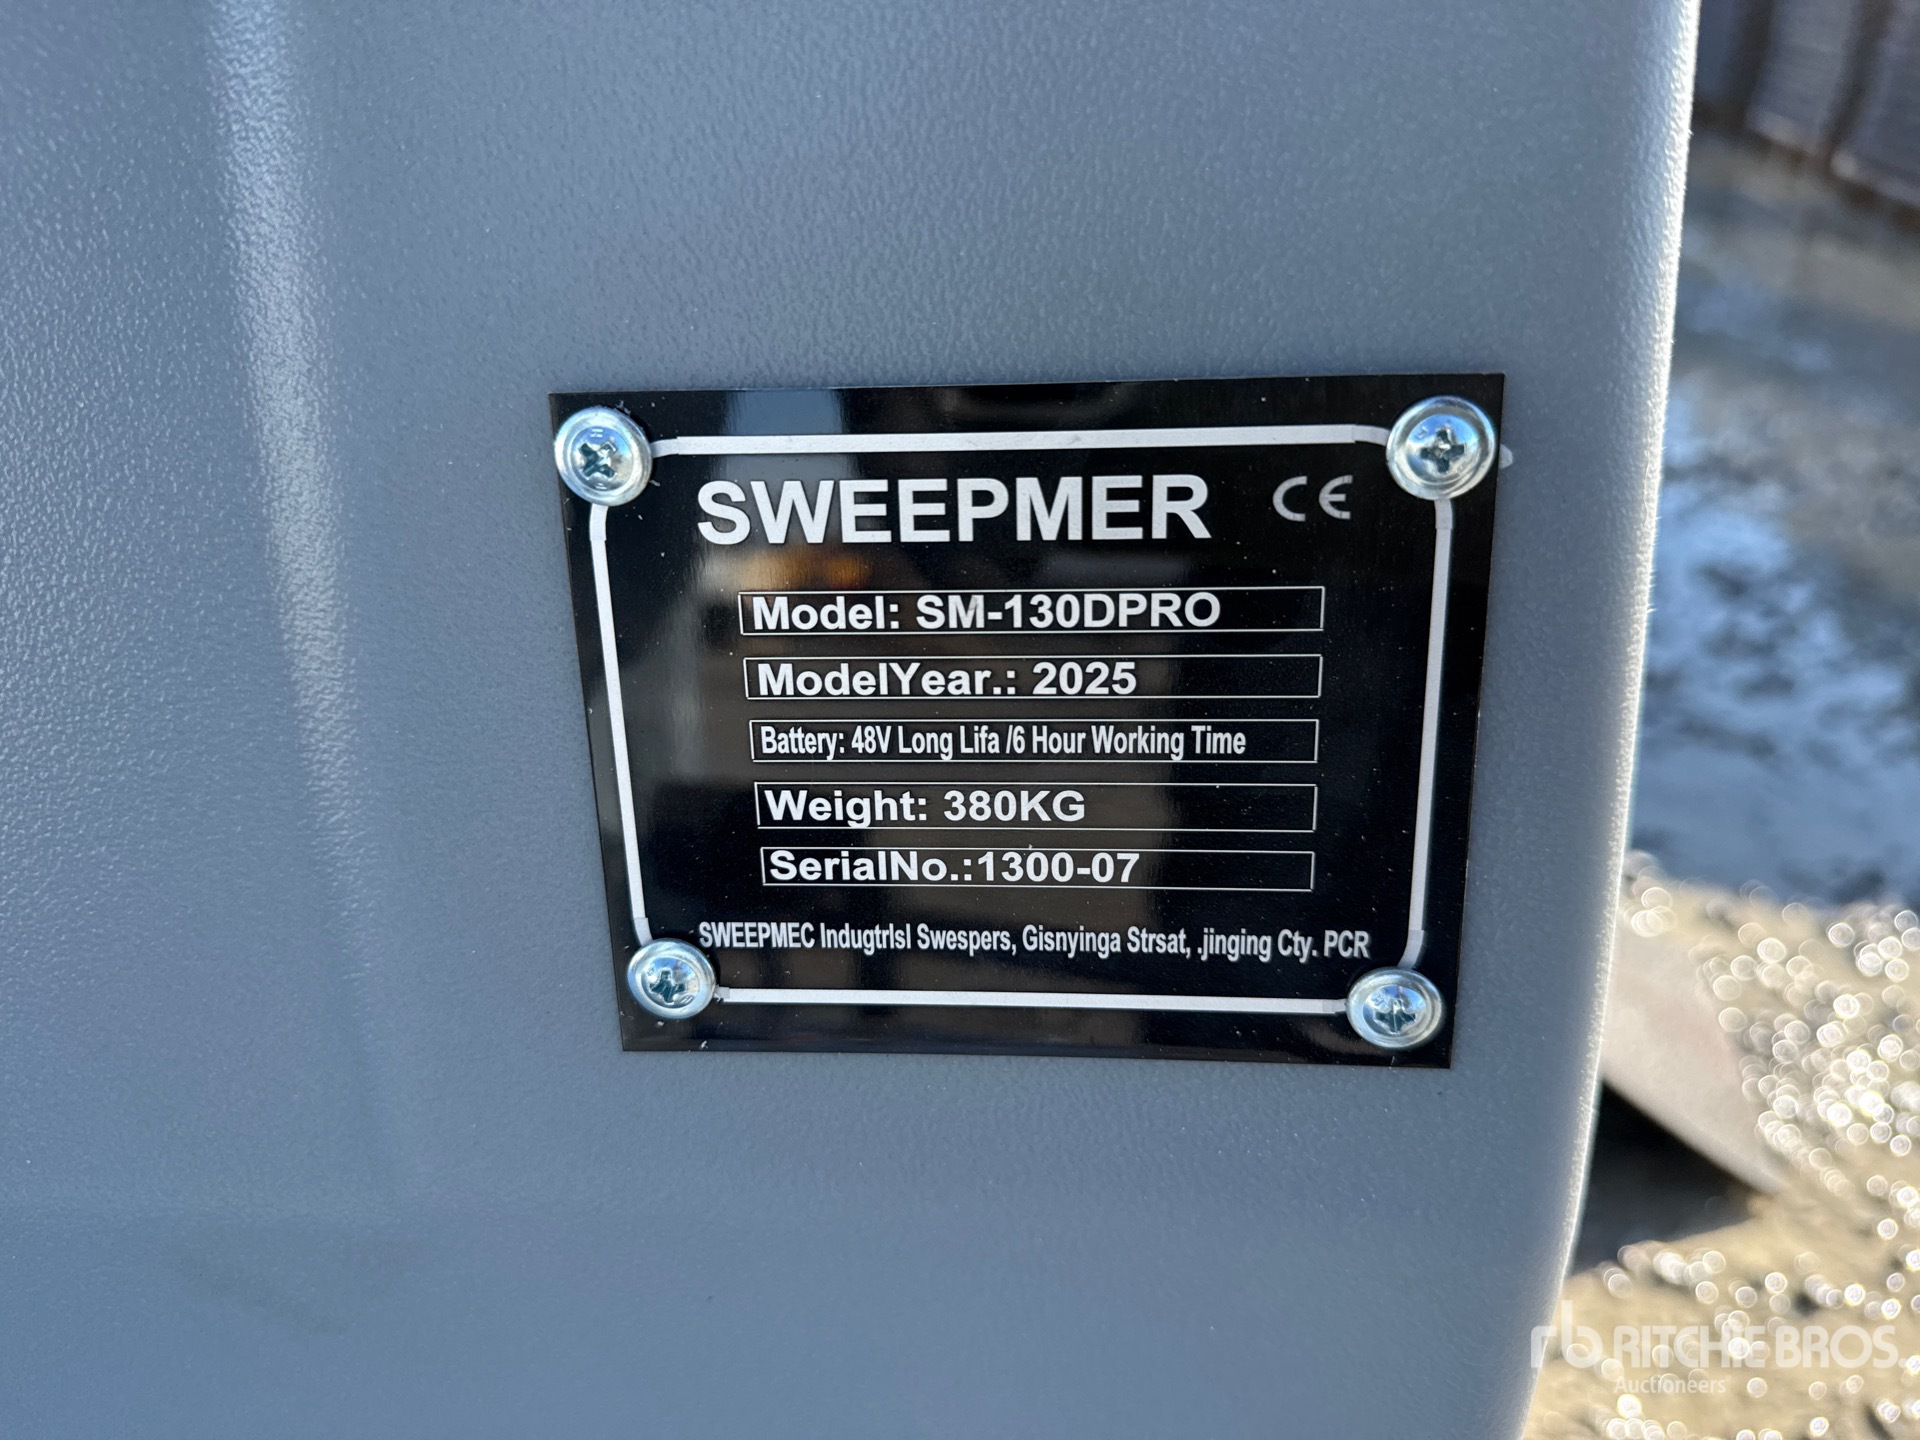 SWEEPMER CE
Model: SM-130DPRO
ModelYear.: 2025
Battery: 48V Long Lifa /6 Hour Working Time
Weight: 380KG
SerialNo.:1300-07
SWEEPMEC Indugtrlsl Swespers, Gisnyinga Strsat, .jinging Cty. PCR
rb RITCHIE BROS.
Auctioneers